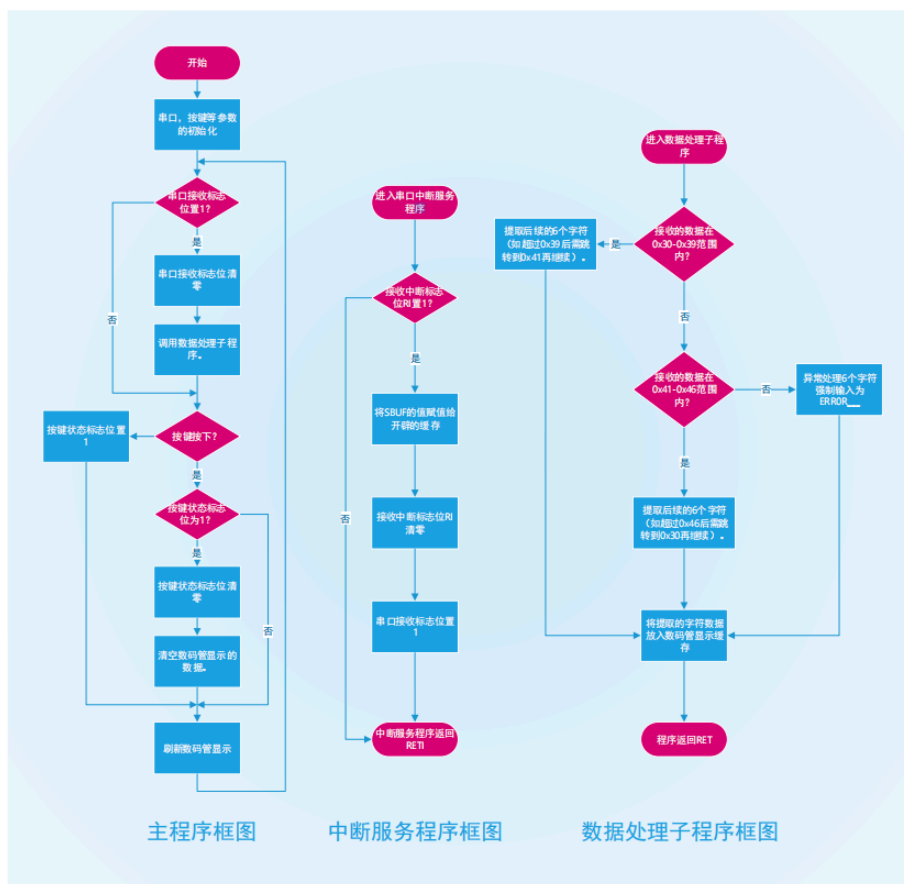 开始
串口，按键等参数
的初始化
串口接收标志
位置1?
是
串口接收标志位清
零
否
调用数据处理子程
序。
按键状态标志位置
1
按键按下?
是
按键状态标志
位为1?
是
按键状态标志位清
零
否
清空数码管显示的
数据。
刷新数码管显示
主程序框图
进入串口中断服务
程序
接收中断标志
位RI置1?
是
将SBUF的值赋值给
开辟的缓存
否
接收中断标志位RI
清零
串口接收标志位置
1
中断服务程序返回
RETI
中断服务程序框图
进入数据处理子程
序
接收的数据在
0x30-0x39范围
内?
是
提取后续的6个字符
（如超过0x39后需跳
转到0x41再继续）。
否
接收的数据在
0x41-0x46范围
内?
否
异常处理6个字符
强制输入为
ERROR__
是
提取后续的6个字符
（如超过0x46后需跳
转到0x30再继续）。
将提取的字符数据
放入数码管显示缓
存
程序返回RET
数据处理子程序框图